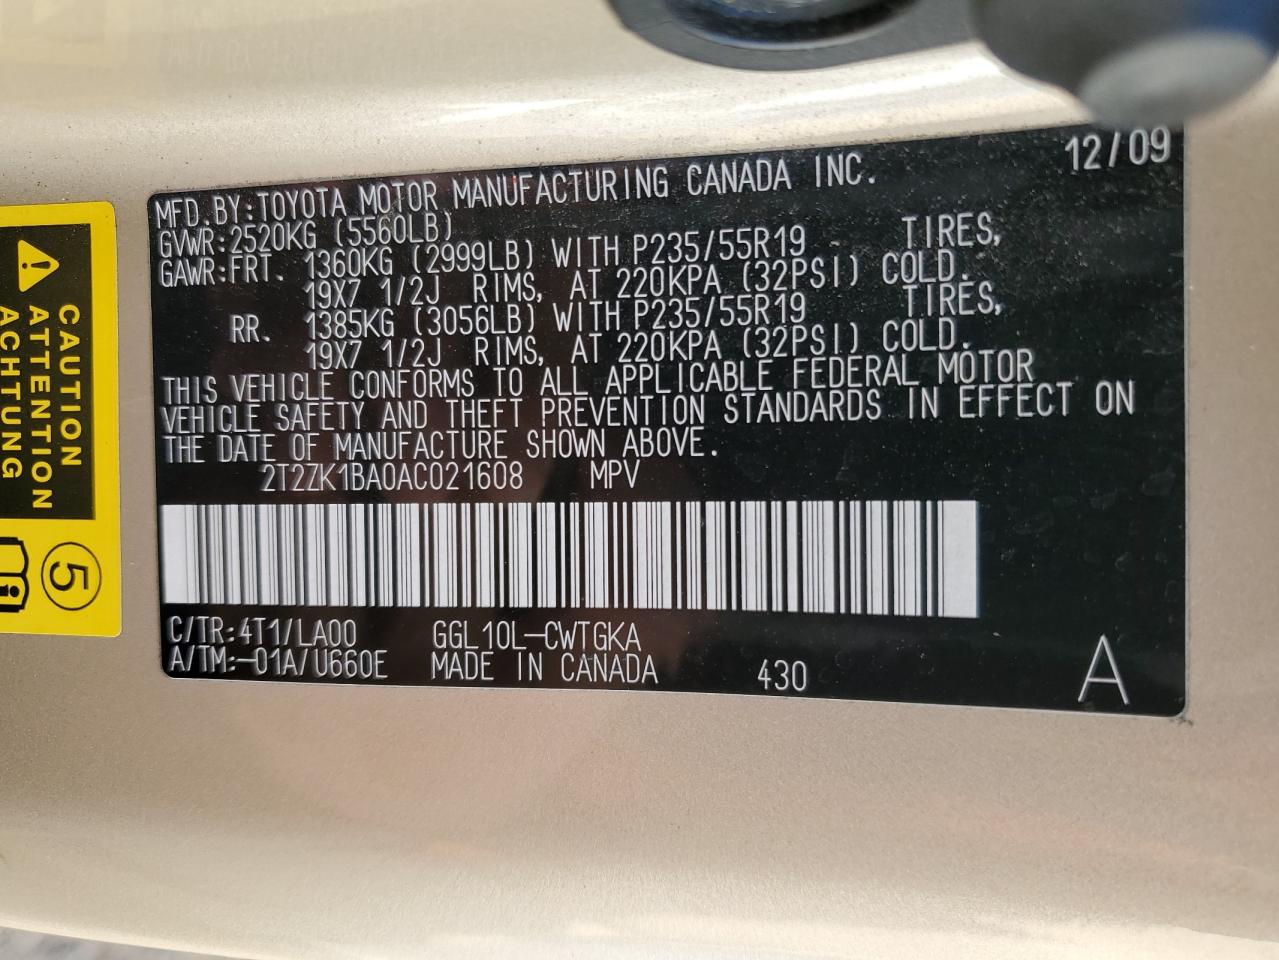 12/09
MFD.BY:TOYOTA MOTOR MANUFACTURING CANADA INC.
GVWR:2520KG (5560LB)
GAWR:FRT. 1360KG (2999LB) WITH P235/55R19 TIRES,
19X7 1/2J RIMS, AT 220KPA (32PSI) COLD.
RR. 1385KG (3056LB) WITH P235/55R19 TIRES,
19X7 1/2J RIMS, AT 220KPA (32PSI) COLD.
THIS VEHICLE CONFORMS TO ALL APPLICABLE FEDERAL MOTOR
VEHICLE SAFETY AND THEFT PREVENTION STANDARDS IN EFFECT ON
THE DATE OF MANUFACTURE SHOWN ABOVE.
2T2ZK1BA0AC021608 MPV
C/TR:4T1/LA00 GGL10L-CWTGKA
A/TM:-01A/U660E MADE IN CANADA 430 A
CAUTION
ATTENTION
ACHTUNG
5